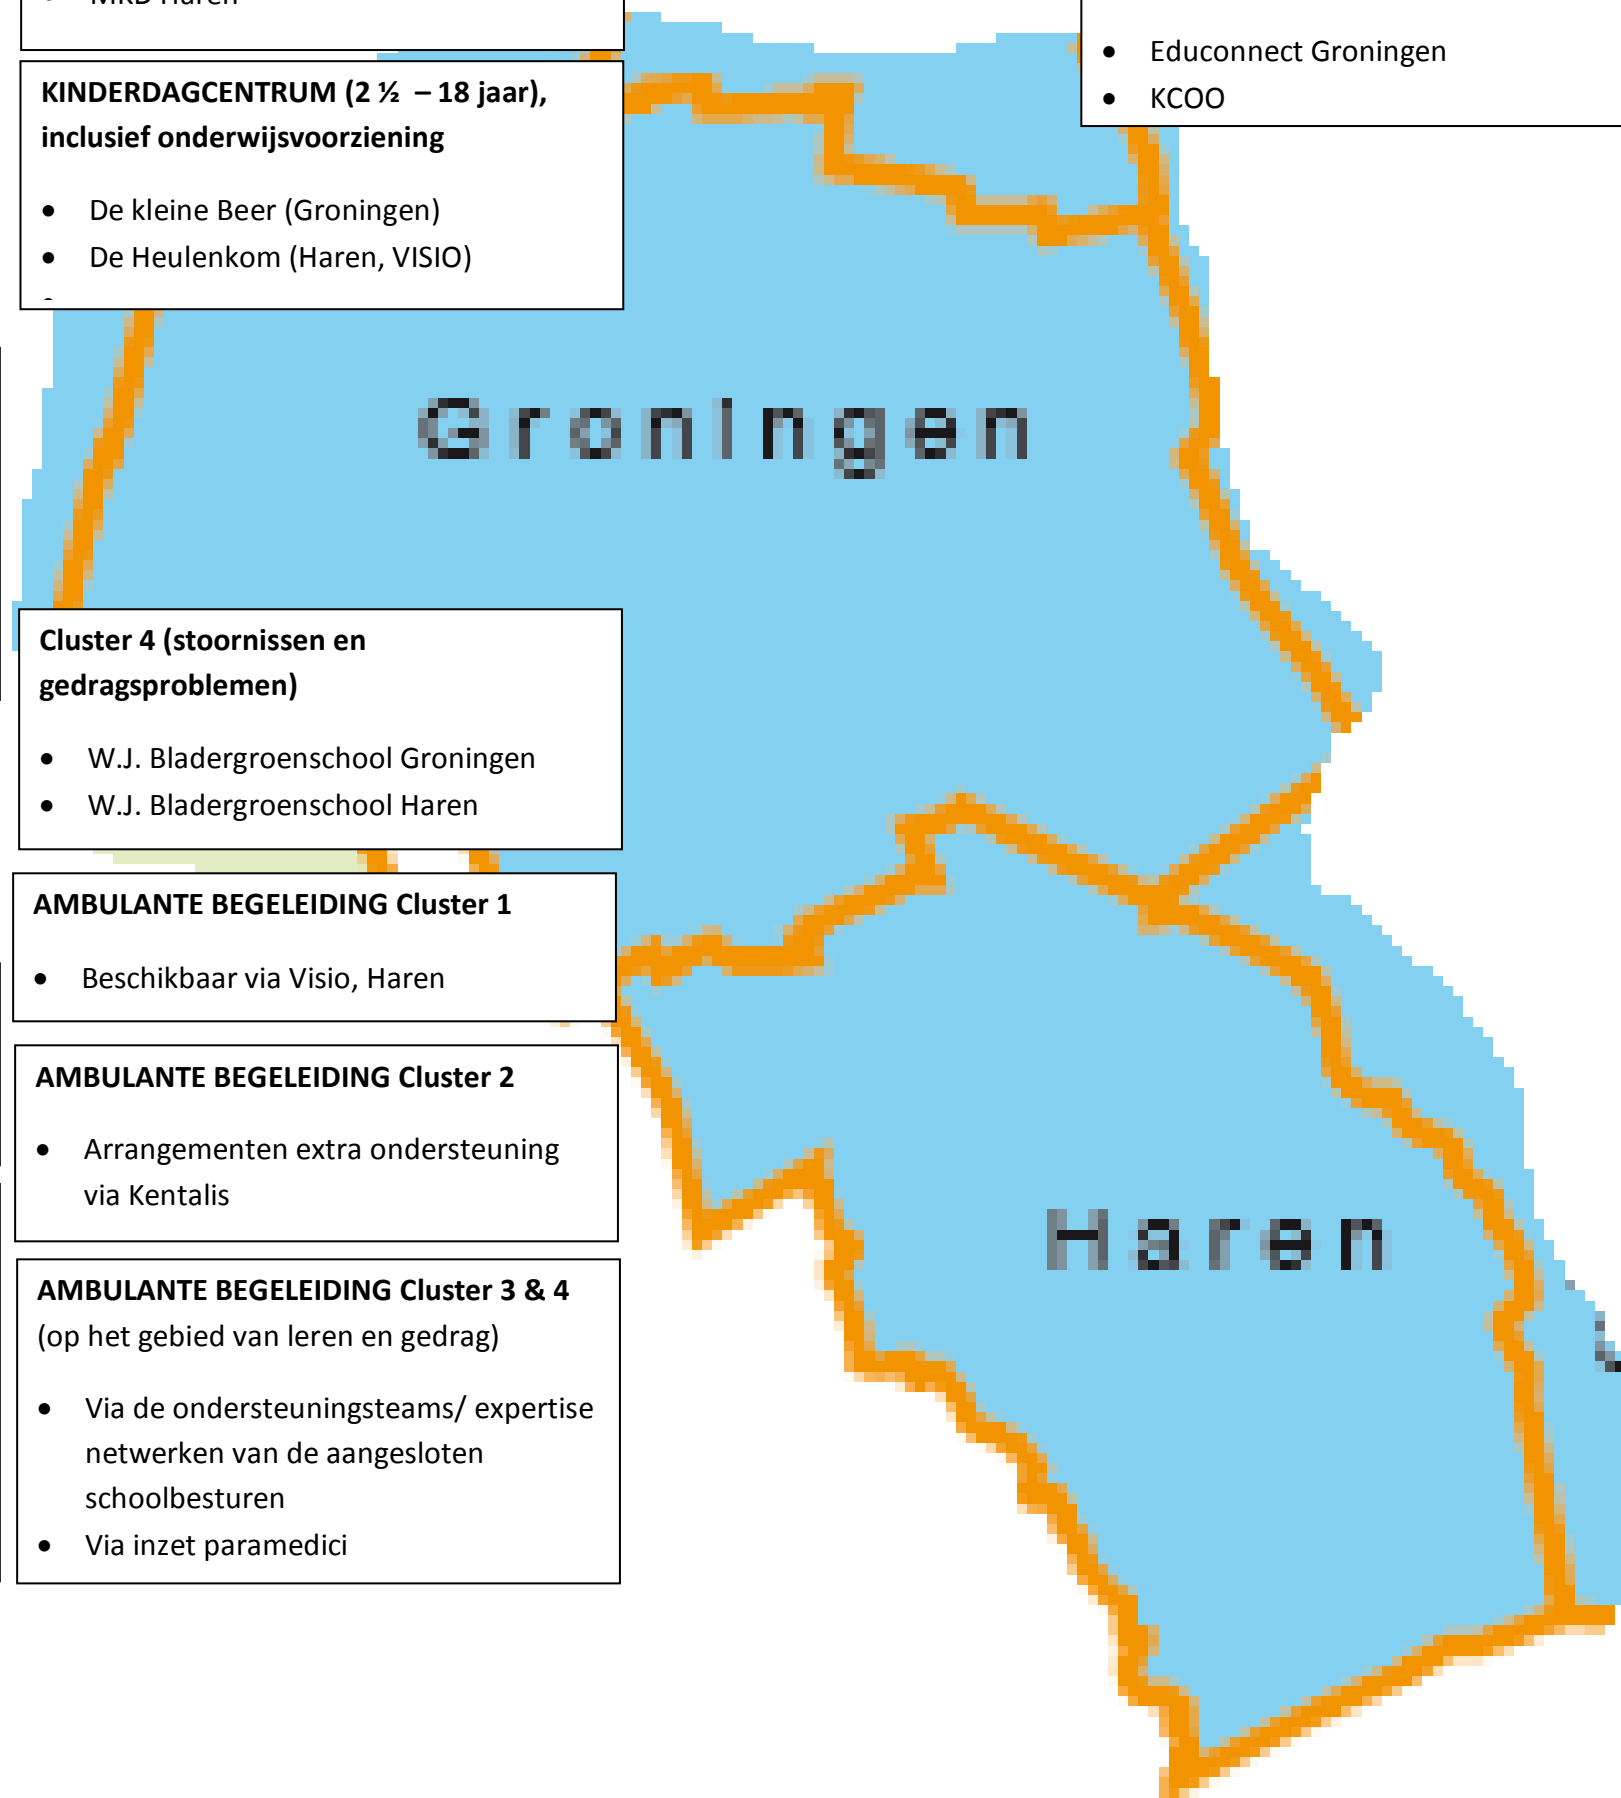 MKD Haren
• Educonnect Groningen
• KCOO
KINDERDAGCENTRUM (2 ½ – 18 jaar),
inclusief onderwijsvoorziening
• De kleine Beer (Groningen)
• De Heulenkom (Haren, VISIO)
Groningen
Cluster 4 (stoornissen en
gedragsproblemen)
• W.J. Bladergroenschool Groningen
• W.J. Bladergroenschool Haren
AMBULANTE BEGELEIDING Cluster 1
• Beschikbaar via Visio, Haren
AMBULANTE BEGELEIDING Cluster 2
• Arrangementen extra ondersteuning
via Kentalis
Haren
AMBULANTE BEGELEIDING Cluster 3 & 4
(op het gebied van leren en gedrag)
• Via de ondersteuningsteams/ expertise
netwerken van de aangesloten
schoolbesturen
• Via inzet paramedici